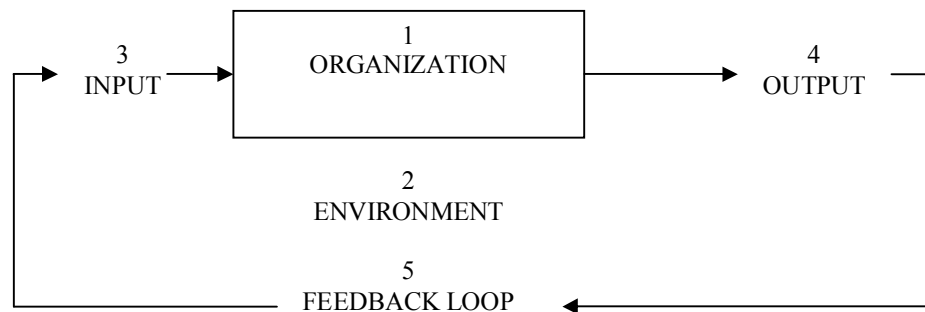 1
ORGANIZATION
3
INPUT
4
OUTPUT
2
ENVIRONMENT
5
FEEDBACK LOOP